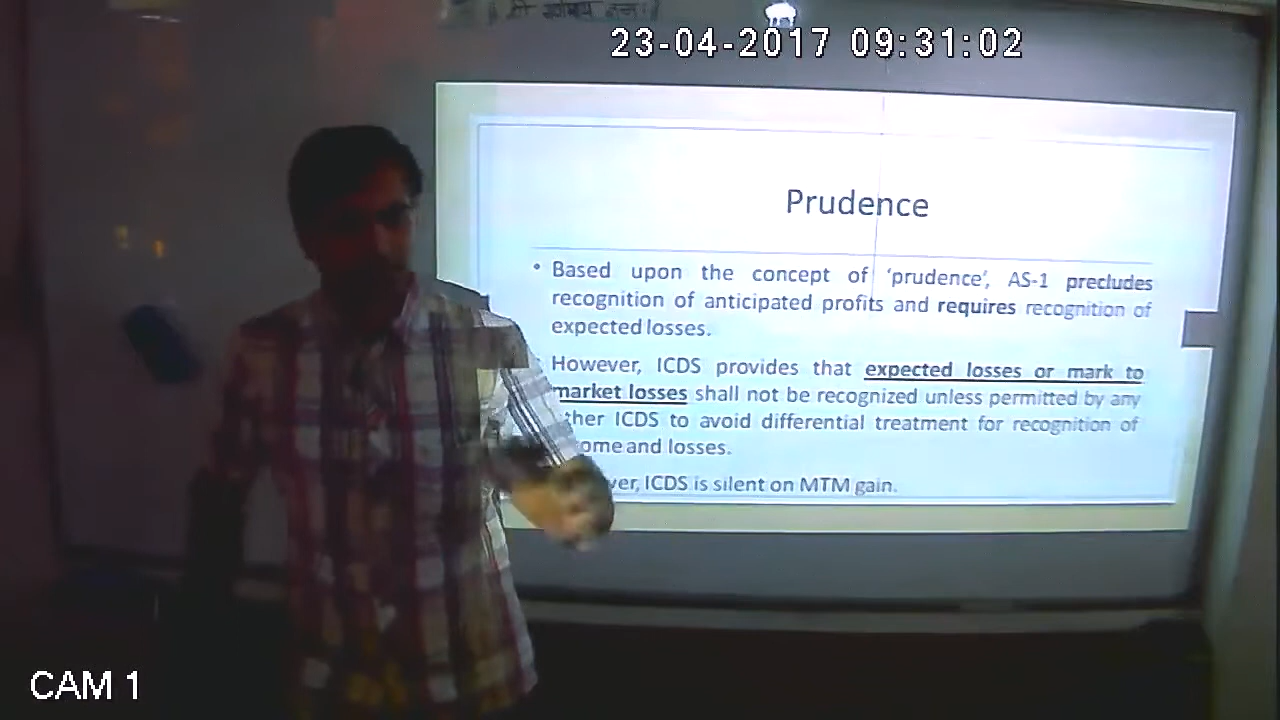 23-04-2017 09:31:02
Prudence
• Based upon the concept of ‘prudence’, AS-1 precludes
recognition of anticipated profits and requires recognition of
expected losses.
However, ICDS provides that expected losses or mark to
market losses shall not be recognized unless permitted by any
ther ICDS to avoid differential treatment for recognition of
ome and losses.
ver, ICDS is silent on MTM gain.
CAM 1